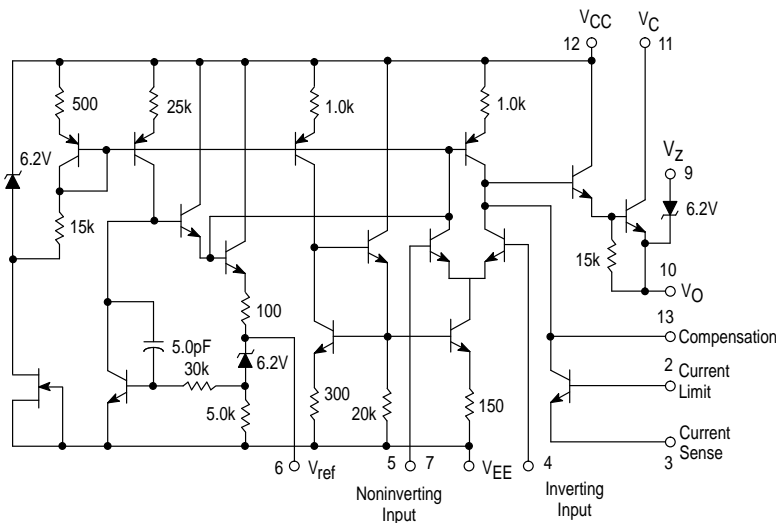 VCC
VC
12
11
500
25k
1.0k
1.0k
VZ
9
6.2V
6.2V
15k
15k
10
VO
100
13
Compensation
5.0pF
6.2V
2 Current
Limit
30k
300
5.0k
20k
150
Current
Sense
3
6
Vref
5
7
VEE
4
Noninverting
Input
Inverting
Input